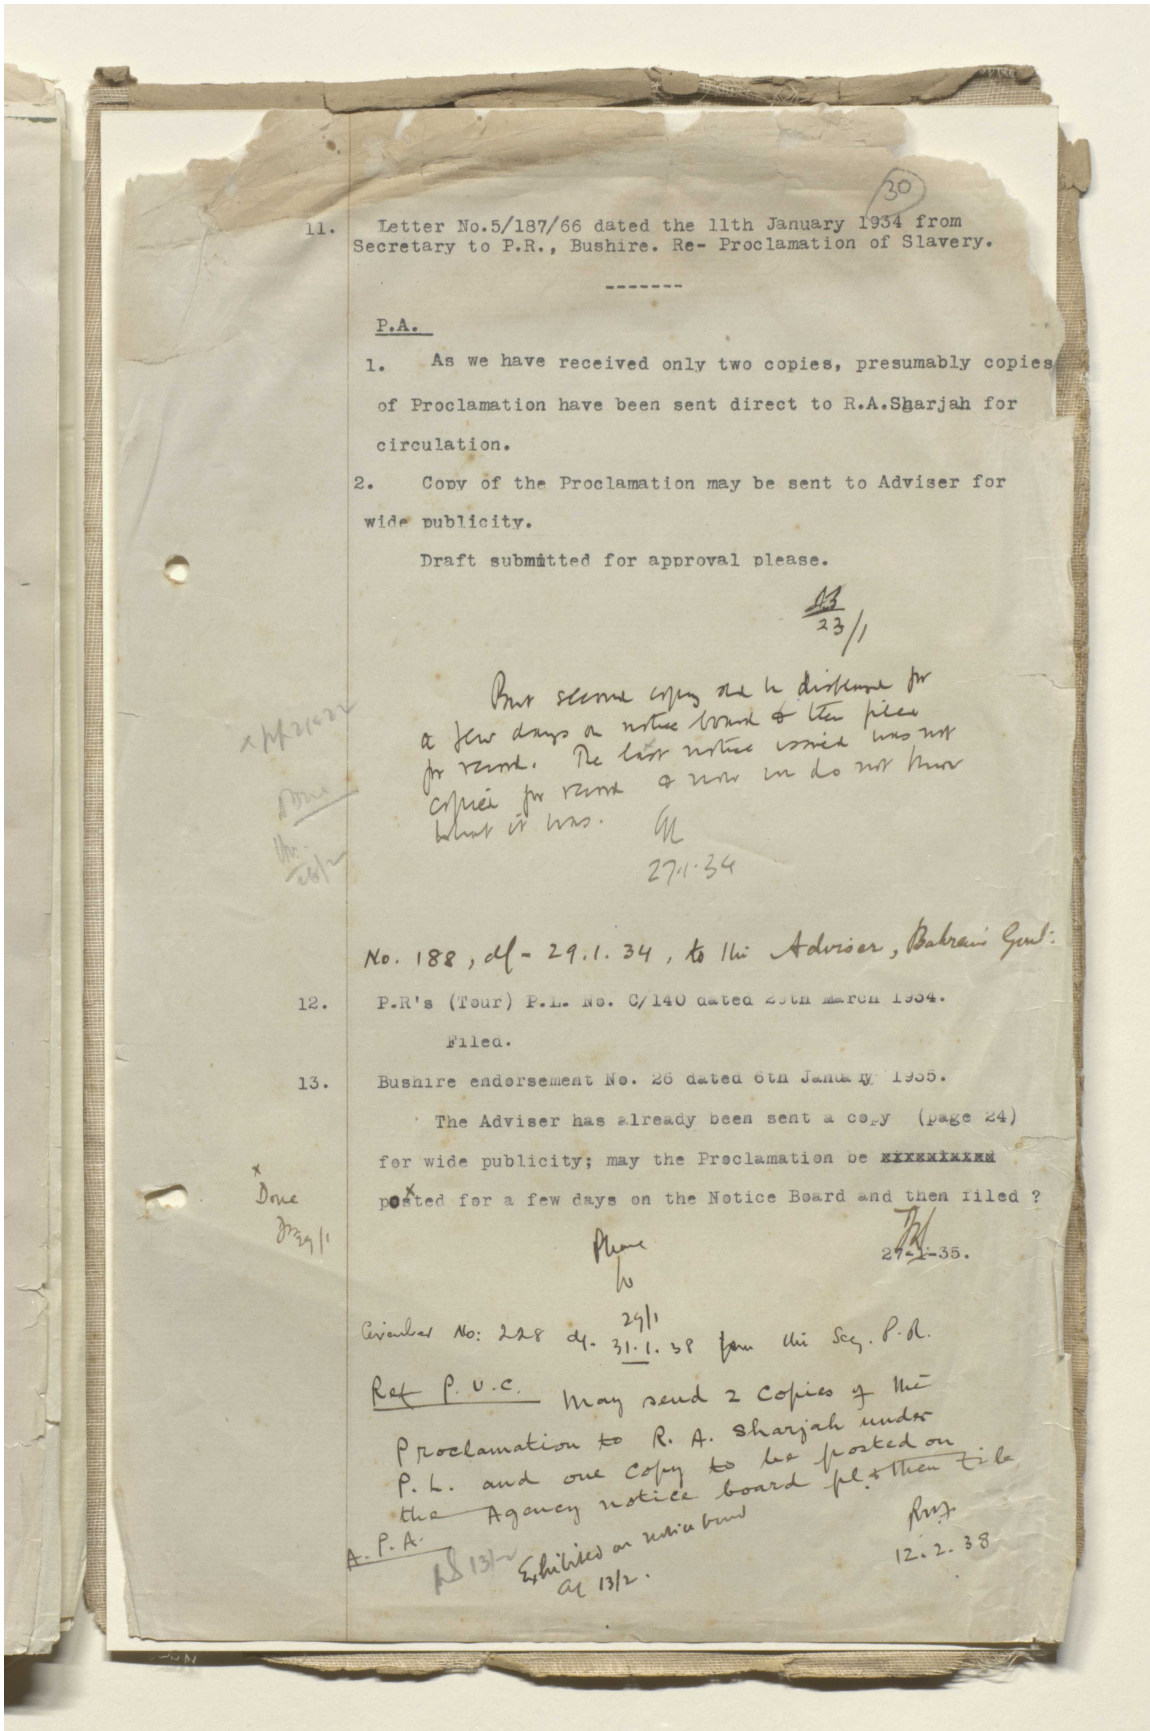 30
11. Letter No.5/187/66 dated the 11th January 1934 from
Secretary to P.R., Bushire. Re- Proclamation of Slavery.
-------
P.A.
1. As we have received only two copies, presumably copies
of Proclamation have been sent direct to R.A.Sharjah for
circulation.
2. Copy of the Proclamation may be sent to Adviser for
wide publicity.
Draft submitted for approval please.
23/1
But second copy shd be displayed for
a few days on notice board & then filed
for record. The last notice issued was not
copied for record & now we do not know
what it was.
27.1.34
Done
No. 188, d/- 29.1.34, to the Adviser, Bahrain Govt:
12. P.R's (Tour) P.L. No. C/140 dated 29th March 1934.
Filed.
13. Bushire endorsement No. 26 dated 6th January 1935.
The Adviser has already been sent a copy (page 24)
for wide publicity; may the Proclamation be xxxxxxxxxx
x
posted for a few days on the Notice Board and then filed ?
x
Done
29/1
27-1-35.
Please
29/1
Circular No: 228 d/- 31.1.38 from the Secy. P.R.
Ref P.U.C. May send 2 copies of the
Proclamation to R. A. Sharjah under
P. L. and one copy to be posted on
the Agency notice board pl. & then file
A.P.A.
12.2.38
13/2
Exhibited on notice board
13/2.